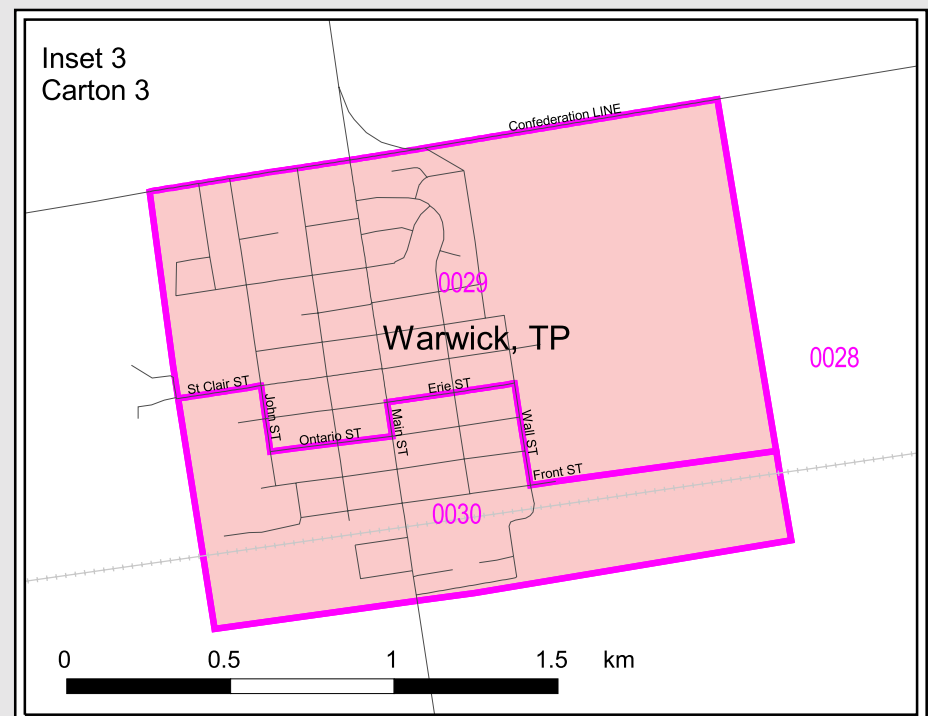 Inset 3
Carton 3
Confederation LINE
0029
Warwick, TP
0028
St Clair ST
Erie ST
John ST
Ontario ST
Main ST
Wall ST
Front ST
0030
0 0.5 1 1.5 km